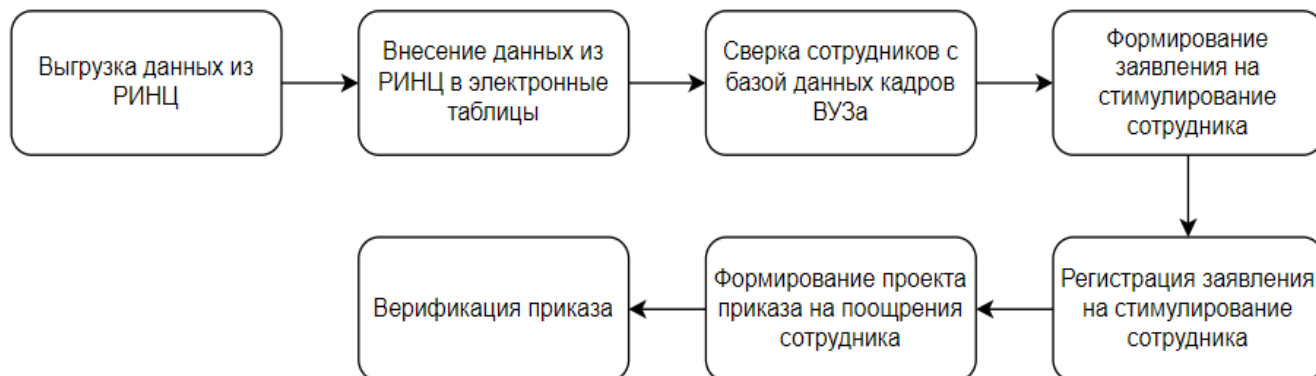 Выгрузка данных из
РИНЦ
Внесение данных из
РИНЦ в электронные
таблицы
Сверка сотрудников с
базой данных кадров
ВУЗа
Формирование
заявления на
стимулирование
сотрудника
Регистрация заявления
на стимулирование
сотрудника
Формирование проекта
приказа на поощрения
сотрудника
Верификация приказа